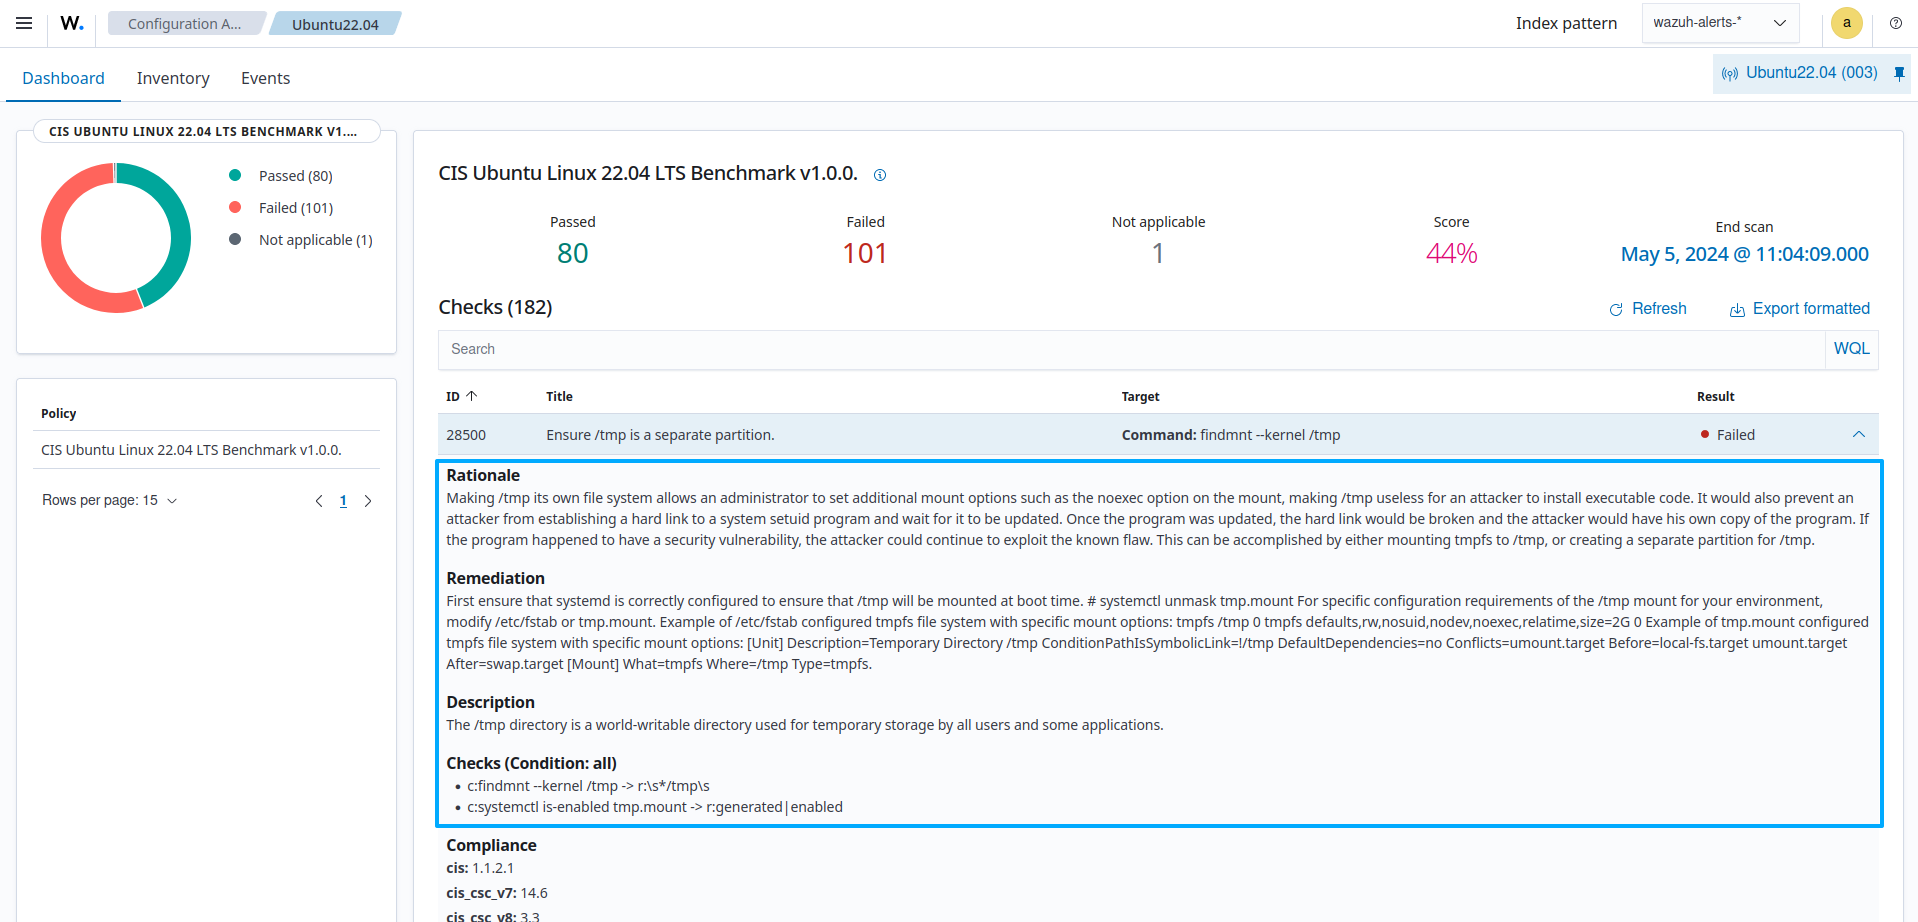 W.
Configuration A...
Ubuntu22.04
Index pattern
wazuh-alerts-*
a
Dashboard
Inventory
Events
Ubuntu22.04 (003)
CIS UBUNTU LINUX 22.04 LTS BENCHMARK V1....
Passed (80)
Failed (101)
Not applicable (1)
Policy
CIS Ubuntu Linux 22.04 LTS Benchmark v1.0.0.
Rows per page: 15
1
CIS Ubuntu Linux 22.04 LTS Benchmark v1.0.0.
Passed
80
Failed
101
Not applicable
1
Score
44%
End scan
May 5, 2024 @ 11:04:09.000
Checks (182)
Refresh
Export formatted
Search
WQL
ID
Title
Target
Result
28500
Ensure /tmp is a separate partition.
Command: findmnt --kernel /tmp
Failed
Rationale
Making /tmp its own file system allows an administrator to set additional mount options such as the noexec option on the mount, making /tmp useless for an attacker to install executable code. It would also prevent an
attacker from establishing a hard link to a system setuid program and wait for it to be updated. Once the program was updated, the hard link would be broken and the attacker would have his own copy of the program. If
the program happened to have a security vulnerability, the attacker could continue to exploit the known flaw. This can be accomplished by either mounting tmpfs to /tmp, or creating a separate partition for /tmp.
Remediation
First ensure that systemd is correctly configured to ensure that /tmp will be mounted at boot time. # systemctl unmask tmp.mount For specific configuration requirements of the /tmp mount for your environment,
modify /etc/fstab or tmp.mount. Example of /etc/fstab configured tmpfs file system with specific mount options: tmpfs /tmp 0 tmpfs defaults,rw,nosuid,nodev,noexec,relatime,size=2G 0 Example of tmp.mount configured
tmpfs file system with specific mount options: [Unit] Description=Temporary Directory /tmp ConditionPathIsSymbolicLink=!/tmp DefaultDependencies=no Conflicts=umount.target Before=local-fs.target umount.target
After=swap.target [Mount] What=tmpfs Where=/tmp Type=tmpfs.
Description
The /tmp directory is a world-writable directory used for temporary storage by all users and some applications.
Checks (Condition: all)
• c:findmnt --kernel /tmp -> r:\s*/tmp\s
• c:systemctl is-enabled tmp.mount -> r:generated|enabled
Compliance
cis: 1.1.2.1
cis_csc_v7: 14.6
cis_csc_v8: 3.3